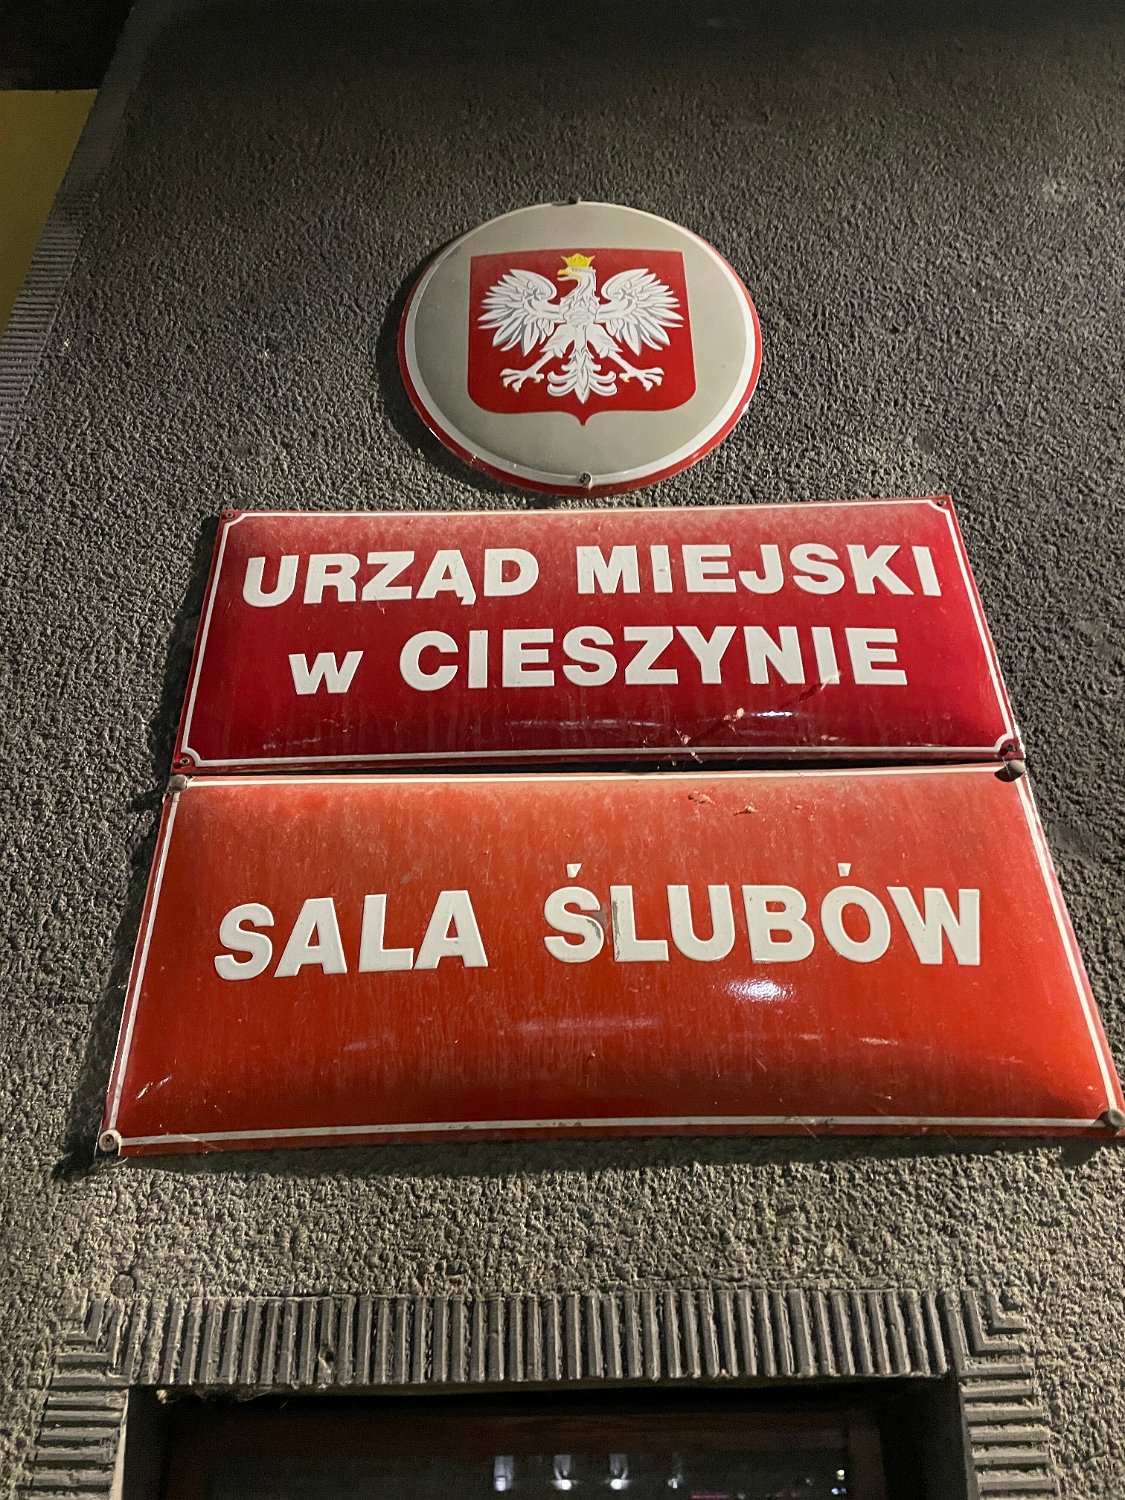 URZĄD MIEJSKI
w CIESZYNIE
SALA ŚLUBÓW